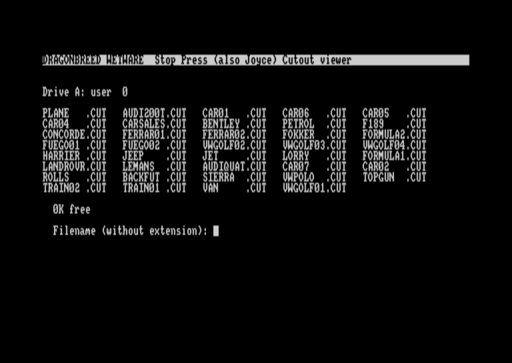 DRAGONBREED WETWARE  Stop Press (also Joyce) Cutout viewer
Drive A: user  0
PLANE   .CUT  AUDI200T.CUT  CAR01   .CUT  CAR06   .CUT  CAR05   .CUT
CAR04   .CUT  CARSALES.CUT  BENTLEY .CUT  PETROL  .CUT  F189    .CUT
CONCORDE.CUT  FERRAR01.CUT  FERRAR02.CUT  FOKKER  .CUT  FORMULA2.CUT
FUEGO01 .CUT  FUEGO02 .CUT  VWGOLF02.CUT  VWGOLF03.CUT  VWGOLF04.CUT
HARRIER .CUT  JEEP    .CUT  JET     .CUT  LORRY   .CUT  FORMULA1.CUT
LANDROVR.CUT  LEMANS  .CUT  AUDIQUAT.CUT  CAR07   .CUT  CAR02   .CUT
ROLLS   .CUT  BACKFUT .CUT  SIERRA  .CUT  VWPOLO  .CUT  TOPGUN  .CUT
TRAIN02 .CUT  TRAIN01 .CUT  VAN     .CUT  VWGOLF01.CUT
0K free
Filename (without extension):